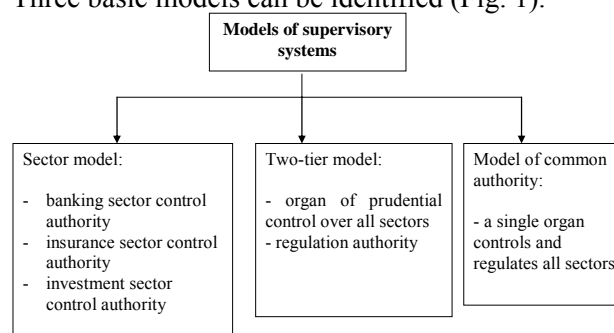 Three basic models can be identified (Fig. 1).
Models of supervisory
systems
Sector model:
- banking sector control
authority
- insurance sector control
authority
- investment sector
control authority
Two-tier model:
- organ of prudential
control over all sectors
- regulation authority
Model of common
authority:
- a single organ
controls and
regulates all sectors